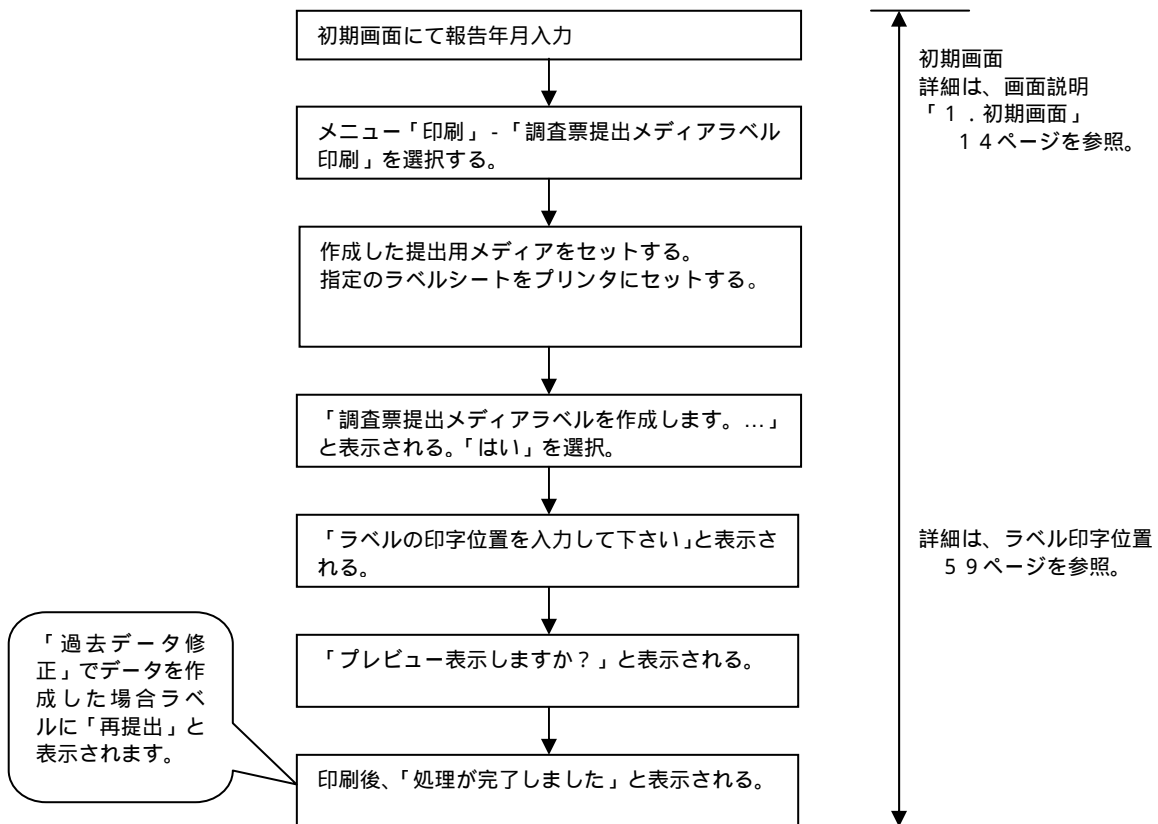 初期画面にて報告年月入力
初期画面
詳細は、画面説明
「１．初期画面」
１４ページを参照。
メニュー「印刷」-「調査票提出メディアラベル
印刷」を選択する。
作成した提出用メディアをセットする。
指定のラベルシートをプリンタにセットする。
「調査票提出メディアラベルを作成します。…」
と表示される。「はい」を選択。
「ラベルの印字位置を入力して下さい」と表示さ
れる。
詳細は、ラベル印字位置
５９ページを参照。
「過去データ修
正」でデータを作
成した場合ラベ
ルに「再提出」と
表示されます。
「プレビュー表示しますか？」と表示される。
印刷後、「処理が完了しました」と表示される。